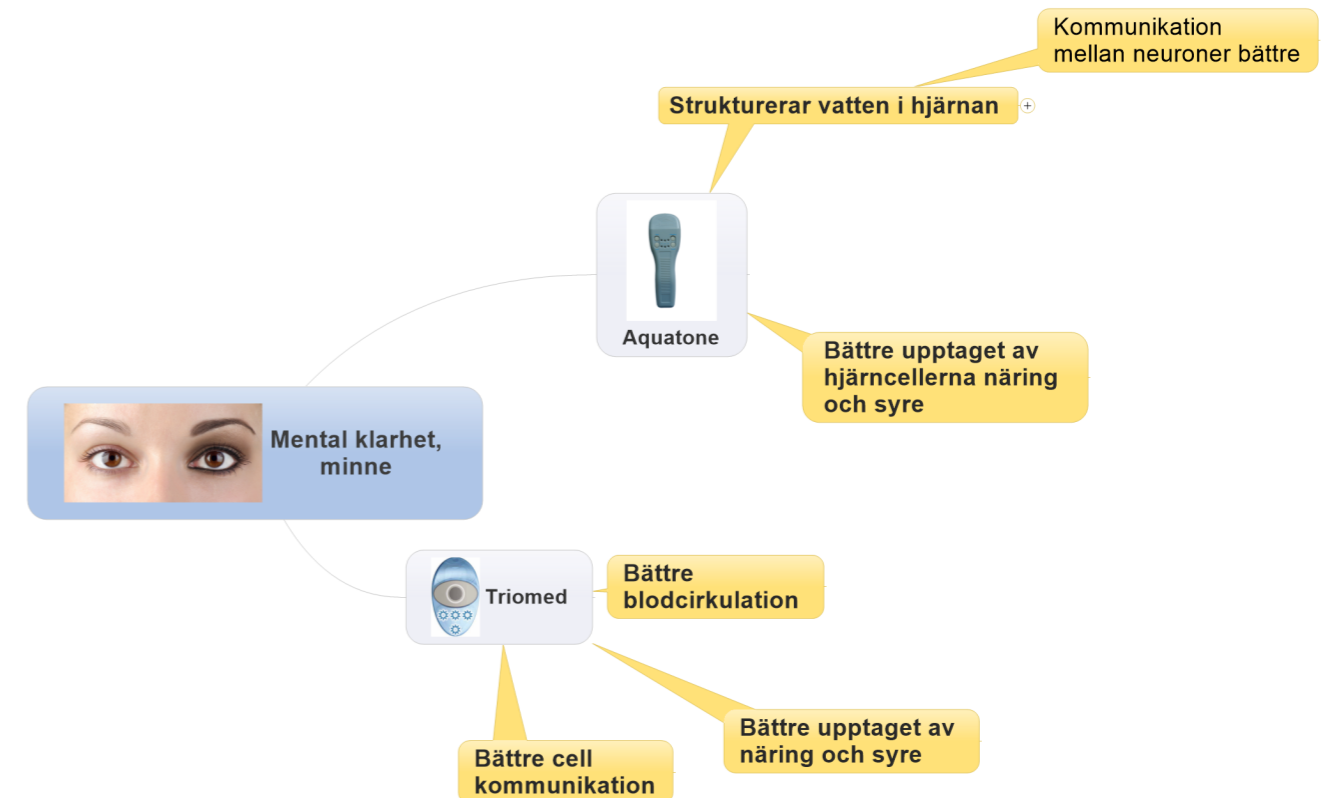 Kommunikation
mellan neuroner bättre
Strukturerar vatten i hjärnan
Aquatone
Bättre upptaget av
hjärncellerna näring
och syre
Mental klarhet,
minne
Triomed
Bättre
blodcirkulation
Bättre upptaget av
näring och syre
Bättre cell
kommunikation